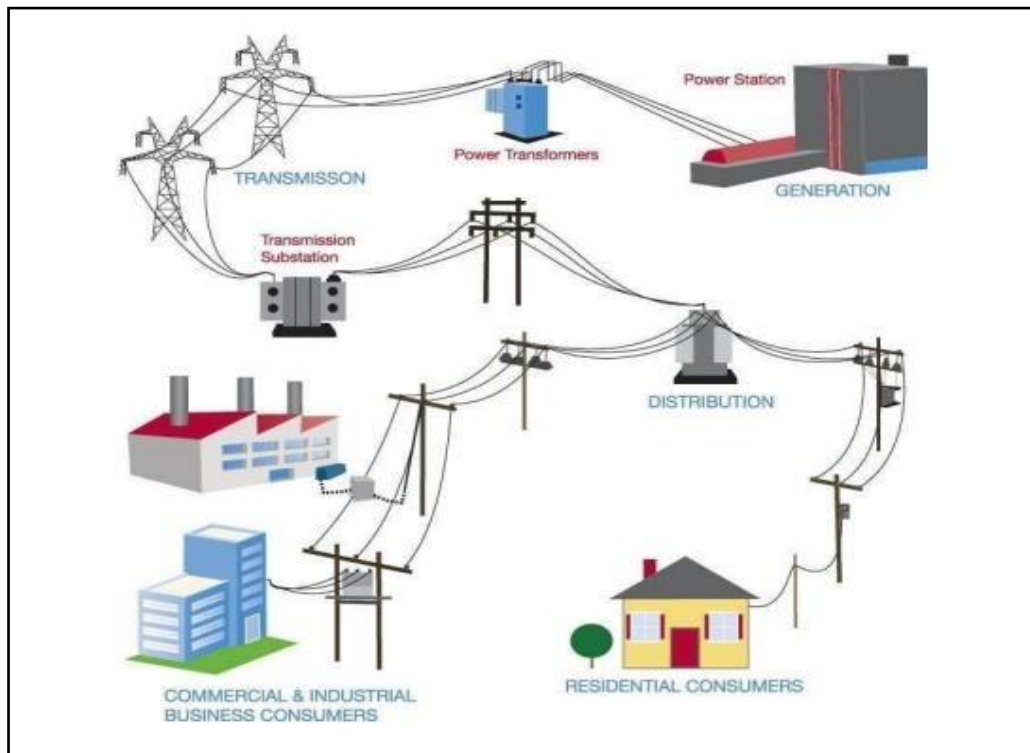 Power Station
Power Transformers
TRANSMISSON
GENERATION
Transmission
Substation
DISTRIBUTION
RESIDENTIAL CONSUMERS
COMMERCIAL & INDUSTRIAL
BUSINESS CONSUMERS